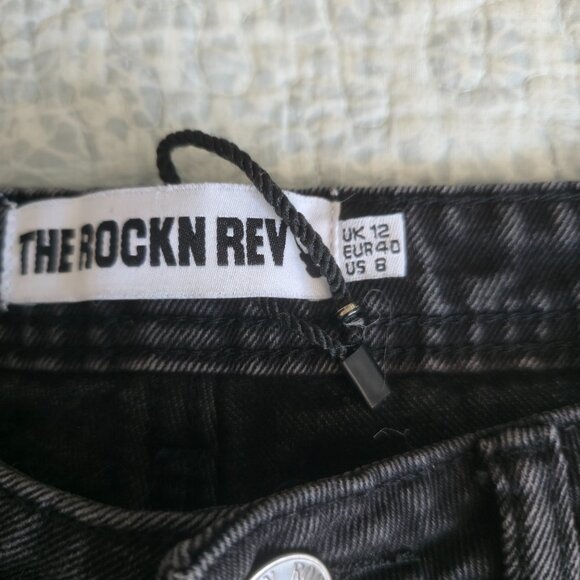 THE ROCKN REV
UK 12
EUR 40
US 8